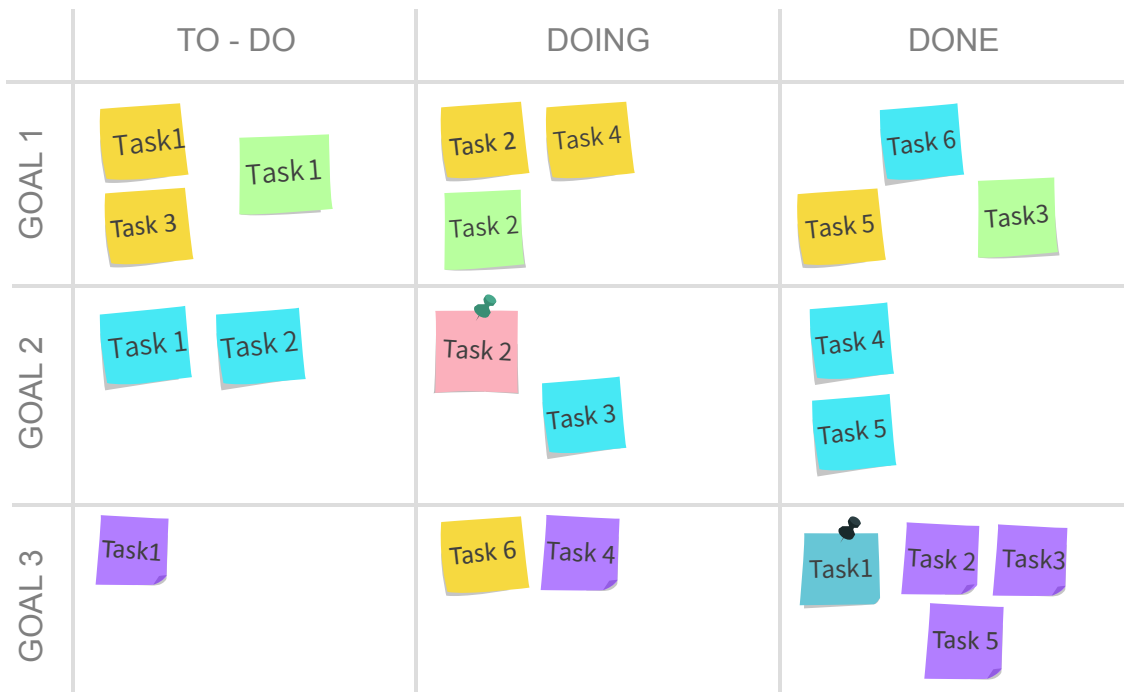 TO - DO
DOING
DONE
GOAL 1
Task1
Task 1
Task 3
Task 2
Task 4
Task 2
Task 6
Task 5
Task3
GOAL 2
Task 1
Task 2
Task 2
Task 3
Task 4
Task 5
GOAL 3
Task1
Task 6
Task 4
Task1
Task 2
Task3
Task 5